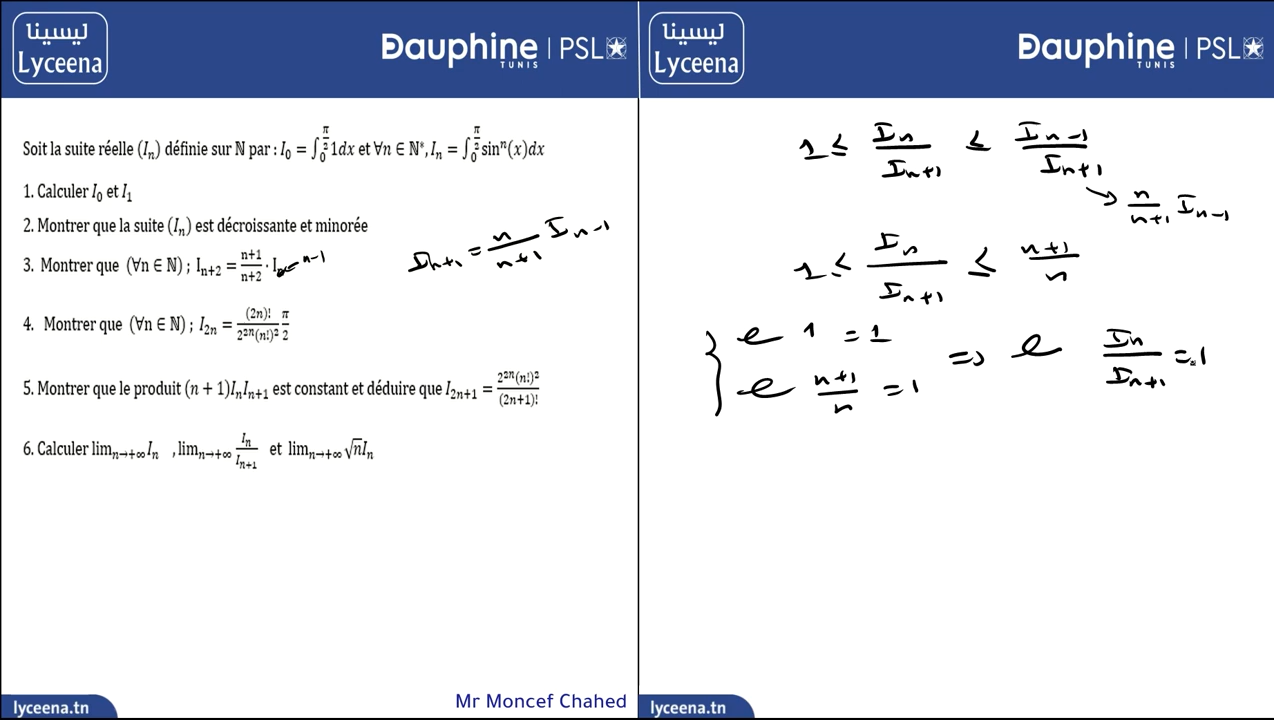 ليسينا
Lyceena
Dauphine | PSL
TUNIS
Soit la suite réelle (Iₙ) définie sur ℕ par : I₀ = ∫₀^(π/2) 1dx et ∀n ∈ ℕ*, Iₙ = ∫₀^(π/2) sinⁿ(x)dx
1. Calculer I₀ et I₁
2. Montrer que la suite (Iₙ) est décroissante et minorée
3. Montrer que (∀n ∈ ℕ) ; Iₙ₊₂ = (n+1)/(n+2) · Iₙ
n-1
Iₙ₊₁ = n/(n+1) Iₙ₋₁
4. Montrer que (∀n ∈ ℕ) ; I₂ₙ = (2n)!/(2²ⁿ(n!)²) π/2
5. Montrer que le produit (n + 1)IₙIₙ₊₁ est constant et déduire que I₂ₙ₊₁ = 2²ⁿ(n!)²/(2n+1)!
6. Calculer limₙ→₊∞ Iₙ , limₙ→₊∞ Iₙ/Iₙ₊₁ et limₙ→₊∞ √n Iₙ
Mr Moncef Chahed
lyceena.tn
ليسينا
Lyceena
Dauphine | PSL
TUNIS
1 ≤ Iₙ/Iₙ₊₁ ≤ Iₙ₋₁/Iₙ₊₁
→ n/(n+1) Iₙ₋₁
1 ≤ Iₙ/Iₙ₊₁ ≤ (n+1)/n
{ ℓ 1 = 1
ℓ (n+1)/n = 1
⇒ ℓ Iₙ/Iₙ₊₁ = 1
lyceena.tn